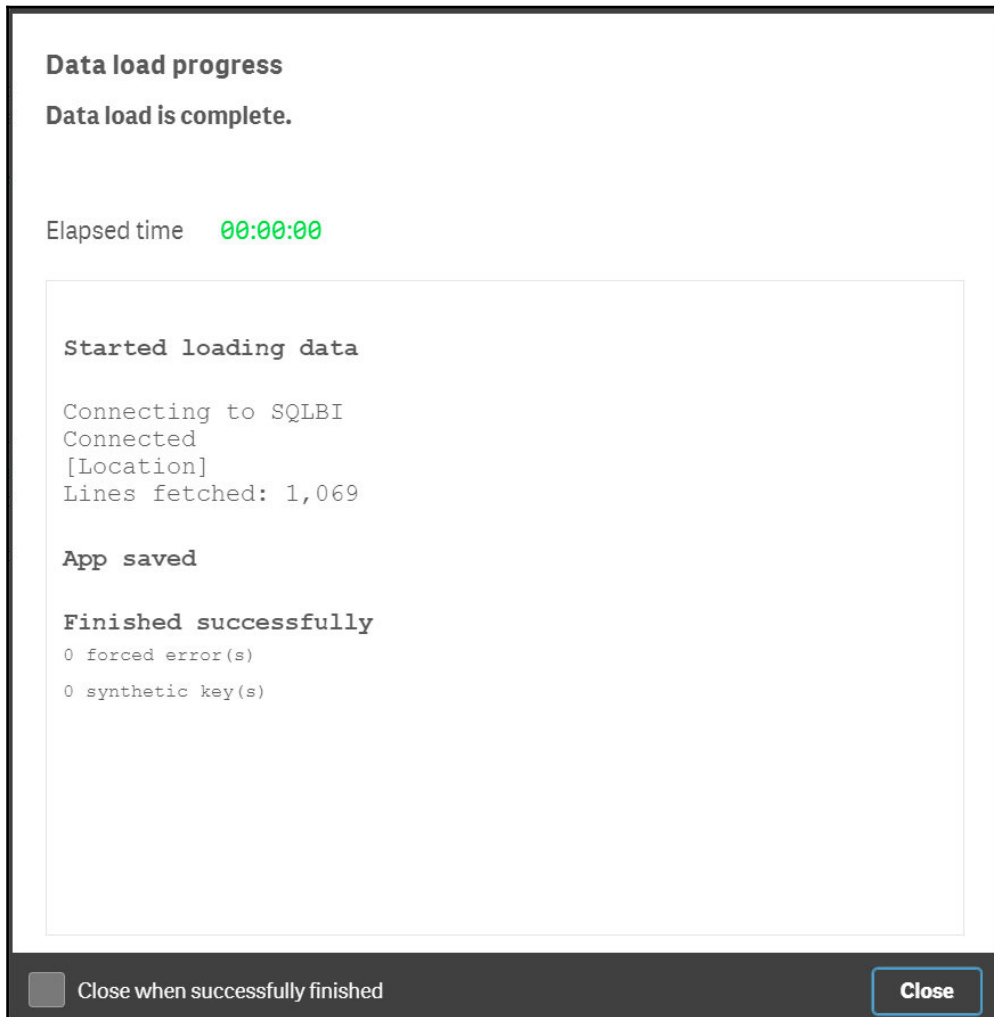 Data load progress
Data load is complete.
Elapsed time 00:00:00
Started loading data
Connecting to SQLBI
Connected
[Location]
Lines fetched: 1,069
App saved
Finished successfully
0 forced error(s)
0 synthetic key(s)
Close when successfully finished
Close